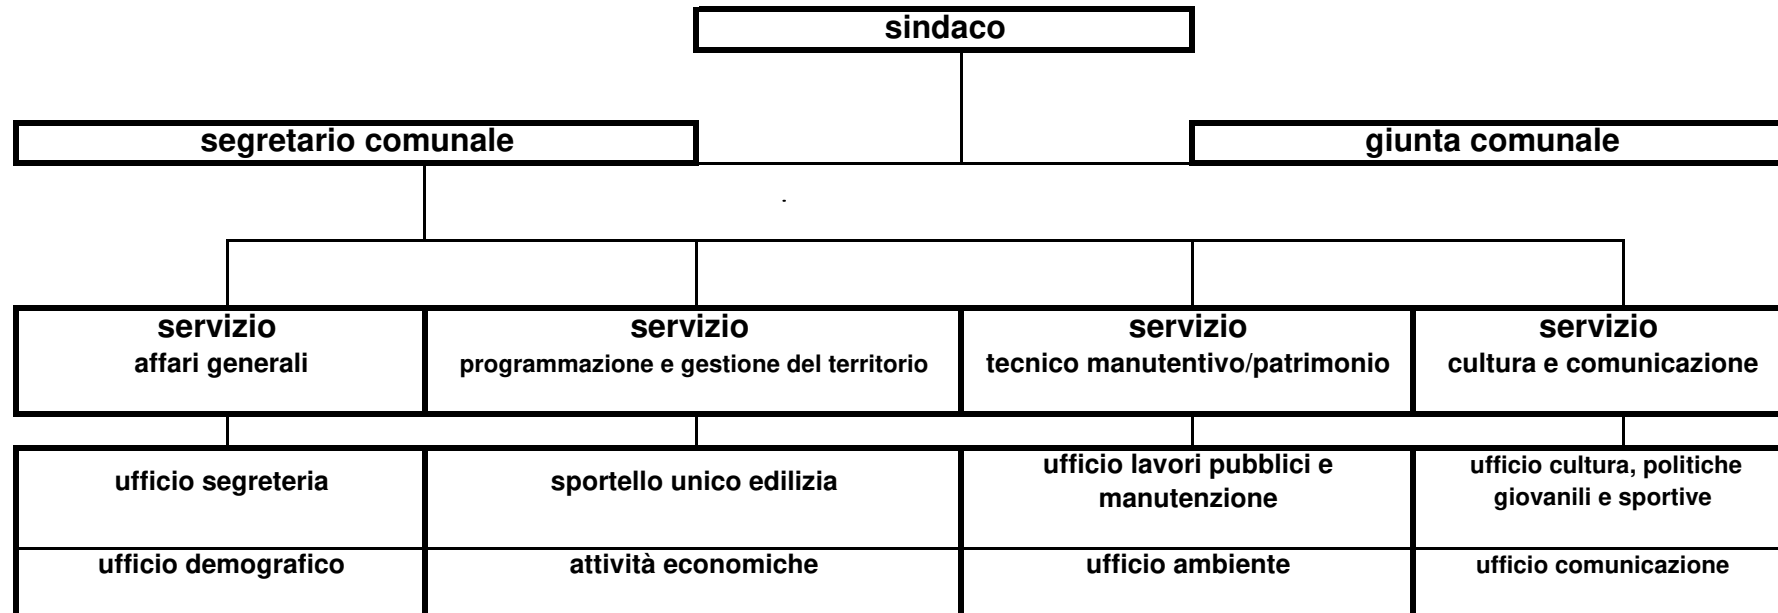 sindaco
segretario comunale
giunta comunale
servizio
affari generali
servizio
programmazione e gestione del territorio
servizio
tecnico manutentivo/patrimonio
servizio
cultura e comunicazione
ufficio segreteria
sportello unico edilizia
ufficio lavori pubblici e
manutenzione
ufficio cultura, politiche
giovanili e sportive
ufficio demografico
attività economiche
ufficio ambiente
ufficio comunicazione